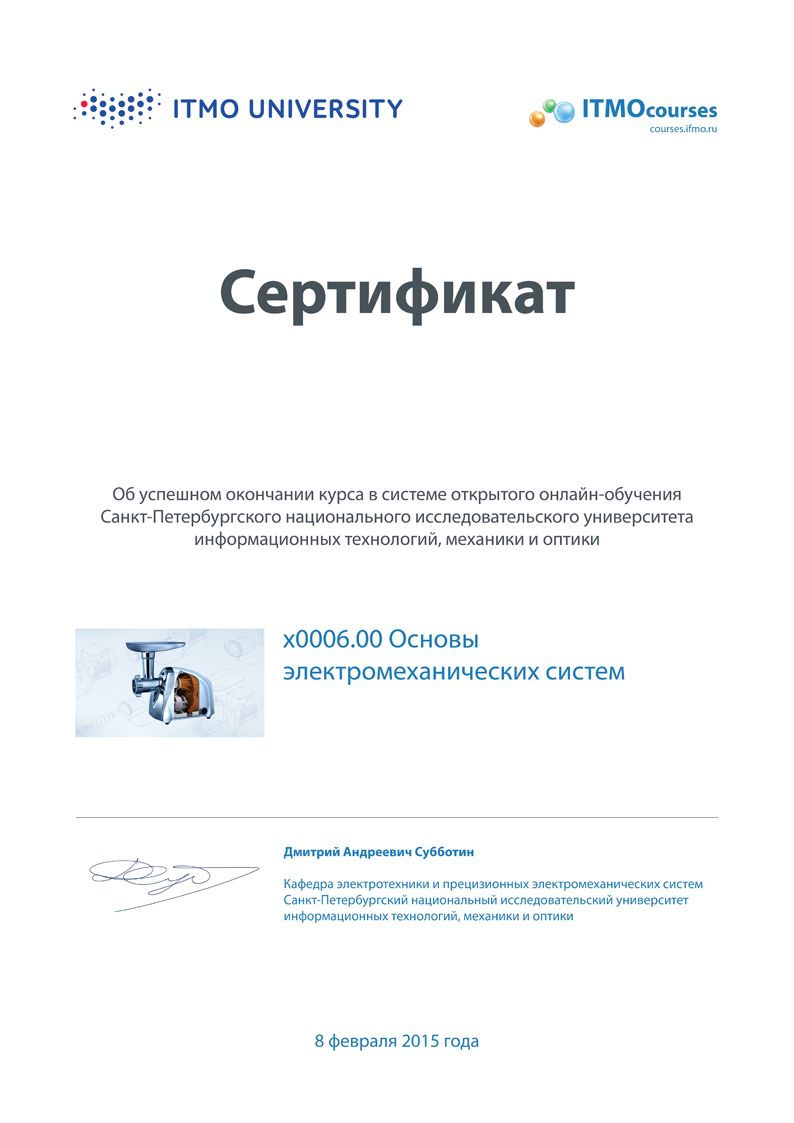 ITMO UNIVERSITY
ITMOcourses
courses.ifmo.ru
Сертификат
Об успешном окончании курса в системе открытого онлайн-обучения
Санкт-Петербургского национального исследовательского университета
информационных технологий, механики и оптики
x0006.00 Основы
электромеханических систем
Дмитрий Андреевич Субботин
Кафедра электротехники и прецизионных электромеханических систем
Санкт-Петербургский национальный исследовательский университет
информационных технологий, механики и оптики
8 февраля 2015 года